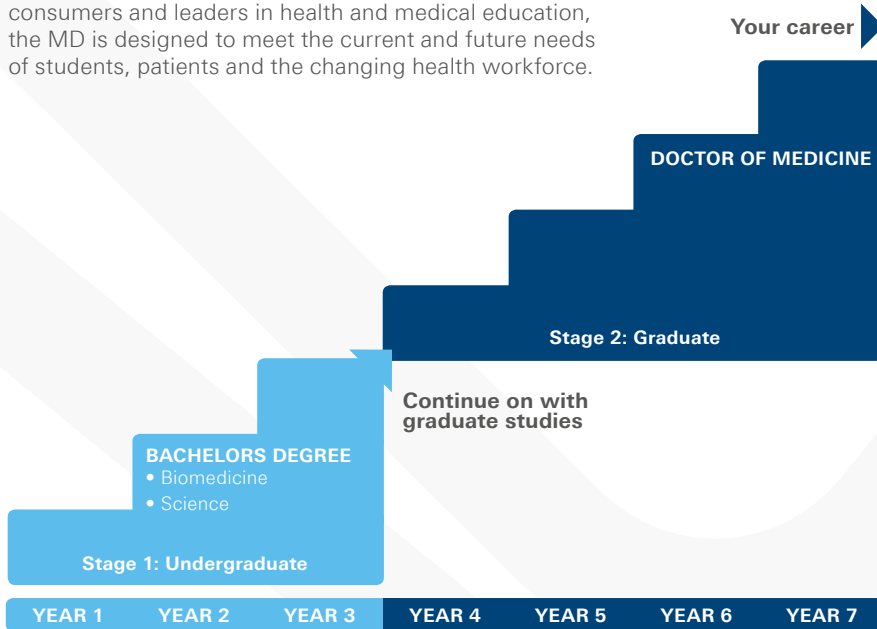 consumers and leaders in health and medical education,
the MD is designed to meet the current and future needs
of students, patients and the changing health workforce.
Your career
DOCTOR OF MEDICINE
Stage 2: Graduate
Continue on with
graduate studies
BACHELORS DEGREE
• Biomedicine
• Science
Stage 1: Undergraduate
YEAR 1 YEAR 2 YEAR 3 YEAR 4 YEAR 5 YEAR 6 YEAR 7